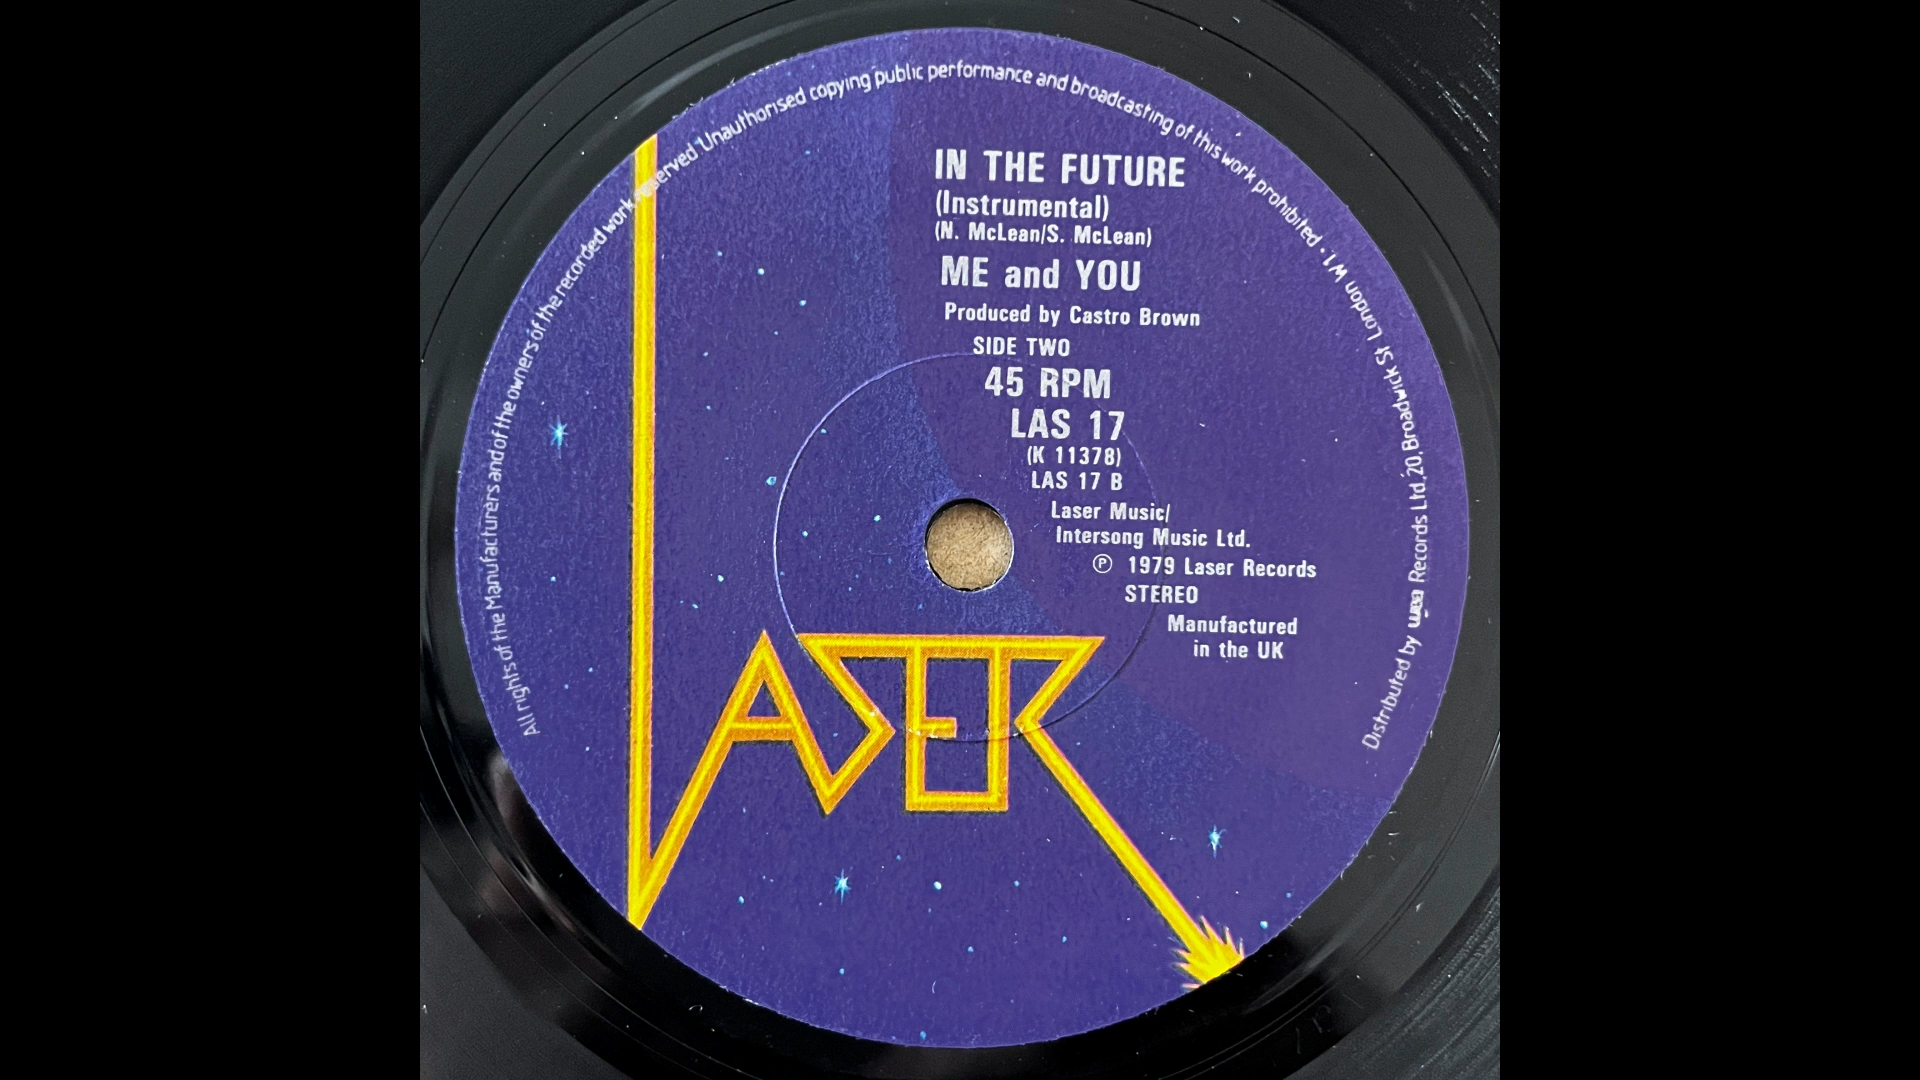 All rights of the Manufacturers and of the owners of the recorded work reserved. Unauthorised copying public performance and broadcasting of this work prohibited • Distributed by wea Records Ltd, 20, Broadwick St London W1
IN THE FUTURE
(Instrumental)
(N. McLean/S. McLean)
ME and YOU
Produced by Castro Brown
SIDE TWO
45 RPM
LAS 17
(K 11378)
LAS 17 B
Laser Music/
Intersong Music Ltd.
℗ 1979 Laser Records
STEREO
Manufactured
in the UK
LASER